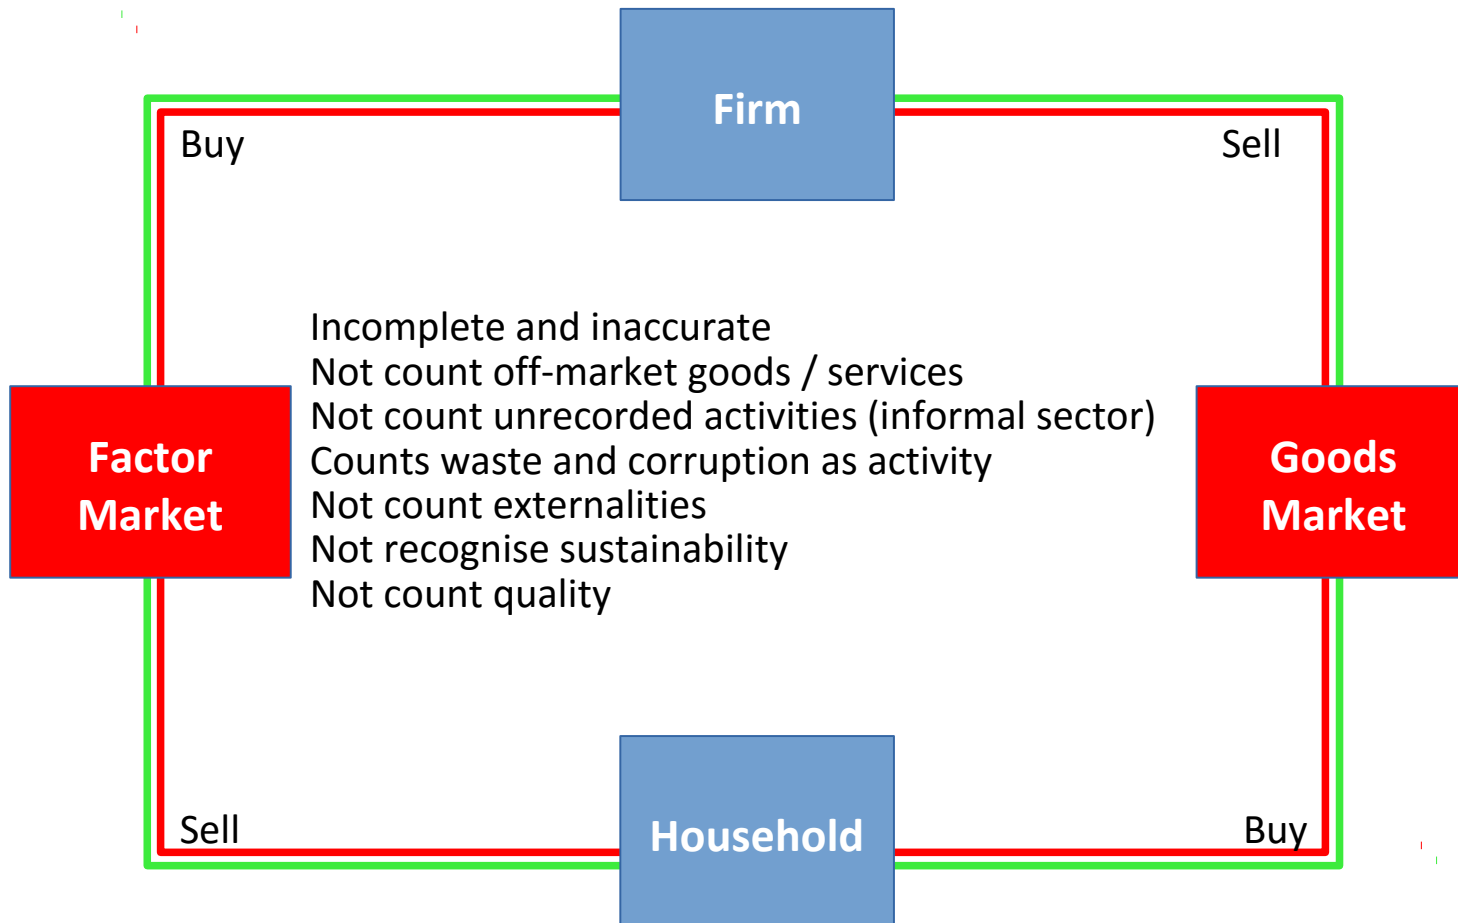 Firm
Buy
Sell
Incomplete and inaccurate
Not count off-market goods / services
Not count unrecorded activities (informal sector)
Counts waste and corruption as activity
Not count externalities
Not recognise sustainability
Not count quality
Factor
Market
Goods
Market
Sell
Household
Buy